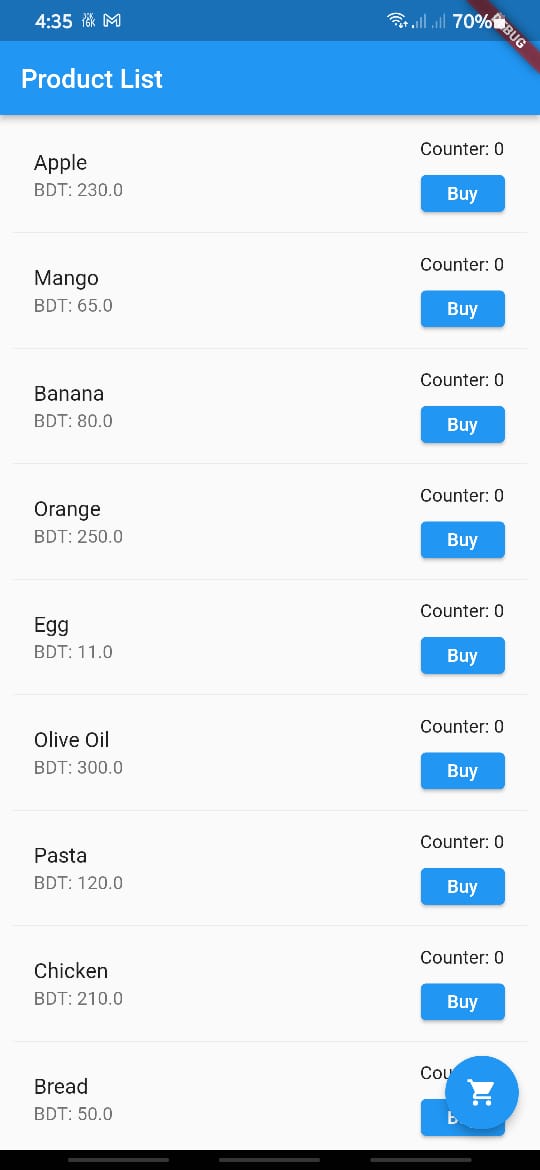 4:35 70%
DEBUG
Product List
Counter: 0
Apple
BDT: 230.0
Buy
Counter: 0
Mango
BDT: 65.0
Buy
Counter: 0
Banana
BDT: 80.0
Buy
Counter: 0
Orange
BDT: 250.0
Buy
Counter: 0
Egg
BDT: 11.0
Buy
Counter: 0
Olive Oil
BDT: 300.0
Buy
Counter: 0
Pasta
BDT: 120.0
Buy
Counter: 0
Chicken
BDT: 210.0
Buy
Bread
BDT: 50.0